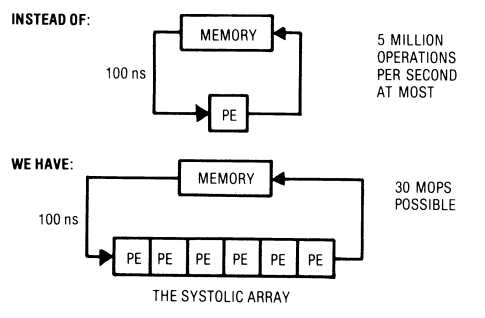 INSTEAD OF:
MEMORY
100 ns
PE
5 MILLION
OPERATIONS
PER SECOND
AT MOST
WE HAVE:
MEMORY
100 ns
PE PE PE PE PE PE
30 MOPS
POSSIBLE
THE SYSTOLIC ARRAY